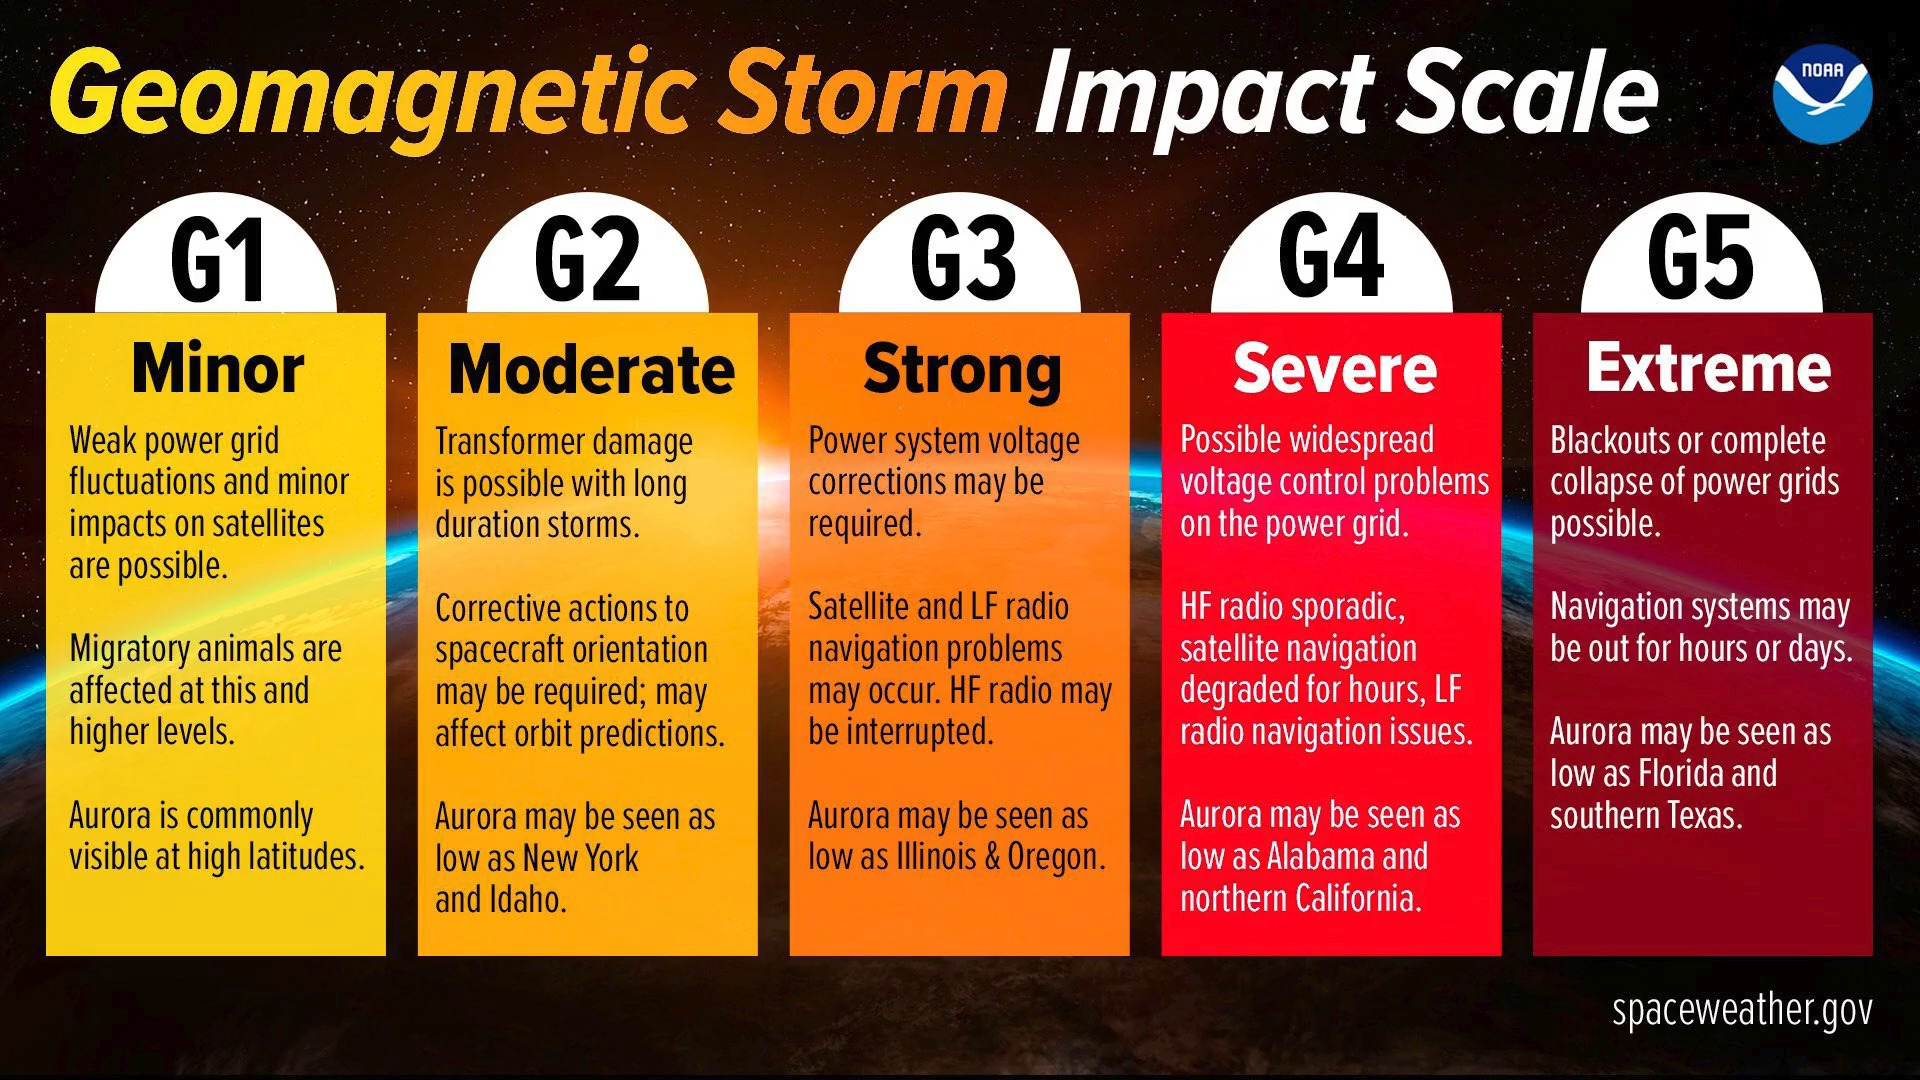 Geomagnetic Storm Impact Scale
NOAA
G1
Minor
Weak power grid
fluctuations and minor
impacts on satellites
are possible.
Migratory animals are
affected at this and
higher levels.
Aurora is commonly
visible at high latitudes.
G2
Moderate
Transformer damage
is possible with long
duration storms.
Corrective actions to
spacecraft orientation
may be required; may
affect orbit predictions.
Aurora may be seen as
low as New York
and Idaho.
G3
Strong
Power system voltage
corrections may be
required.
Satellite and LF radio
navigation problems
may occur. HF radio may
be interrupted.
Aurora may be seen as
low as Illinois & Oregon.
G4
Severe
Possible widespread
voltage control problems
on the power grid.
HF radio sporadic,
satellite navigation
degraded for hours, LF
radio navigation issues.
Aurora may be seen as
low as Alabama and
northern California.
G5
Extreme
Blackouts or complete
collapse of power grids
possible.
Navigation systems may
be out for hours or days.
Aurora may be seen as
low as Florida and
southern Texas.
spaceweather.gov